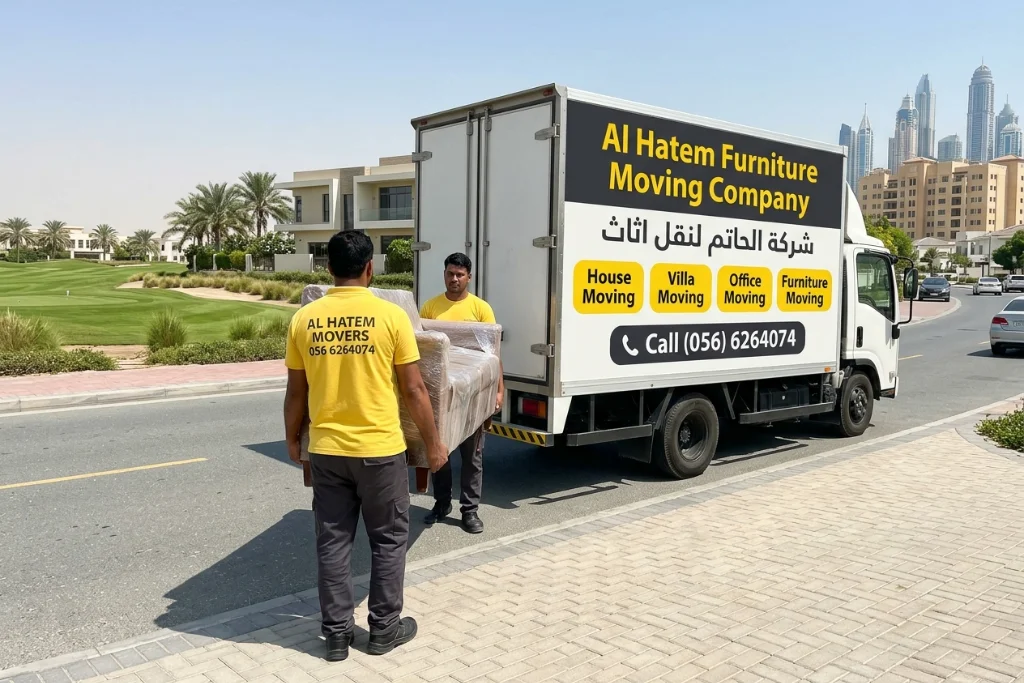 Al Hatem Furniture
Moving Company
شركة الحاتم لنقل اثاث
House
Moving
Villa
Moving
Office
Moving
Furniture
Moving
Call (056) 6264074
AL HATEM
MOVERS
056 6264074